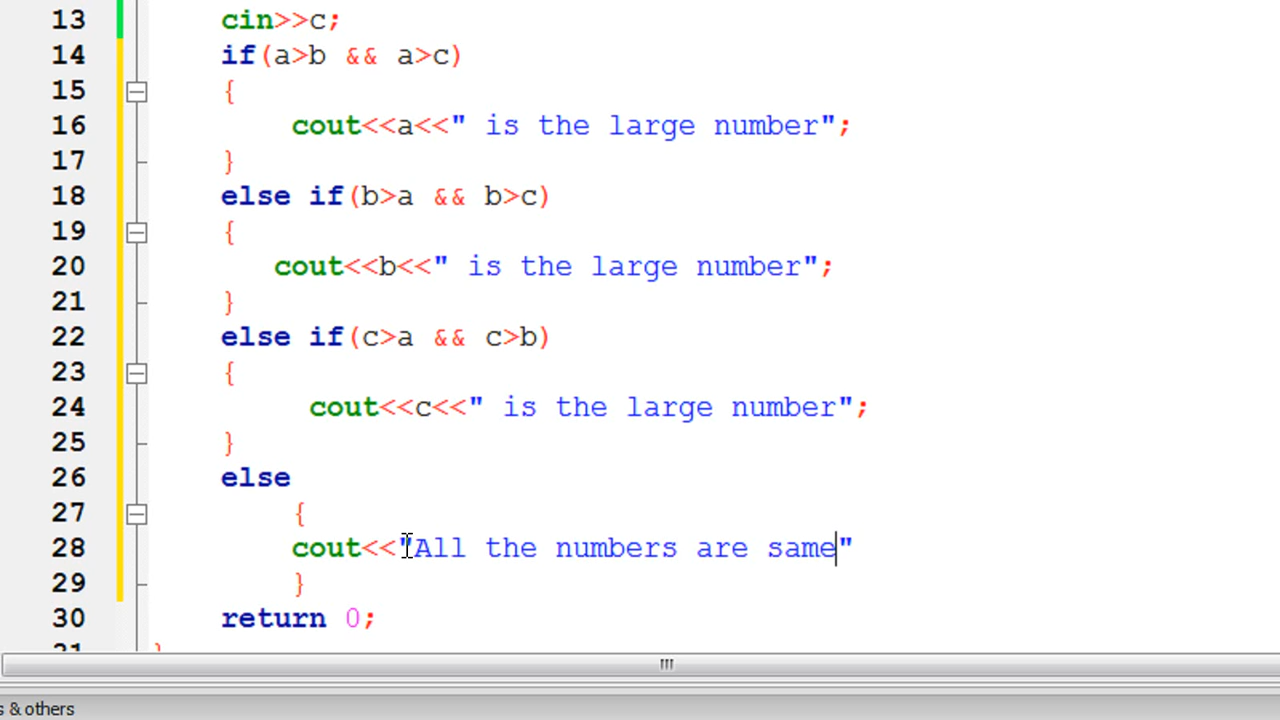 13 cin>>c;
14 if(a>b && a>c)
15 {
16 cout<<a<<" is the large number";
17 }
18 else if(b>a && b>c)
19 {
20 cout<<b<<" is the large number";
21 }
22 else if(c>a && c>b)
23 {
24 cout<<c<<" is the large number";
25 }
26 else
27 {
28 cout<<"All the numbers are same"
29 }
30 return 0;
31 }
s & others